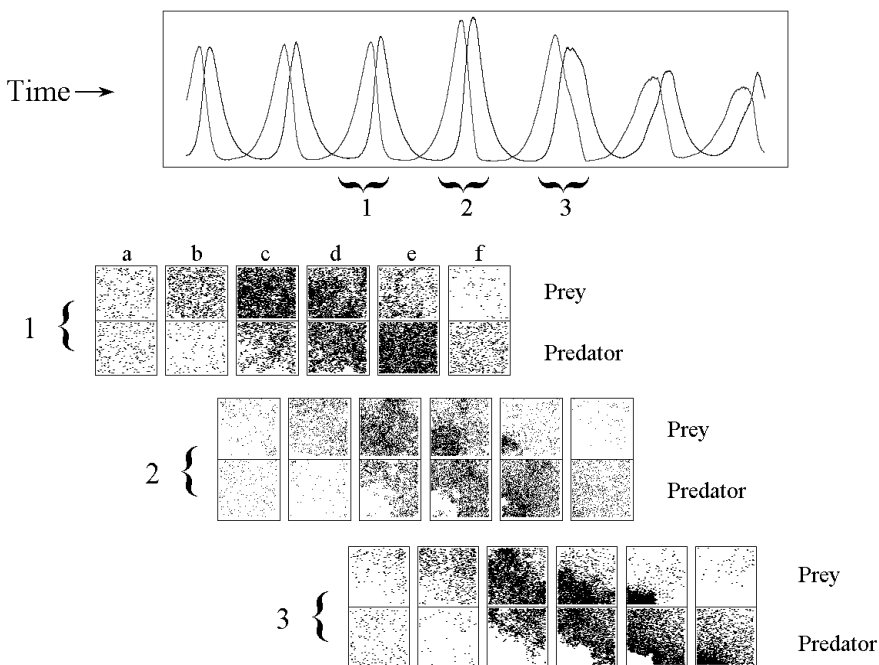 Time →
1 2 3
a b c d e f
1 { Prey
Predator
2 { Prey
Predator
3 { Prey
Predator